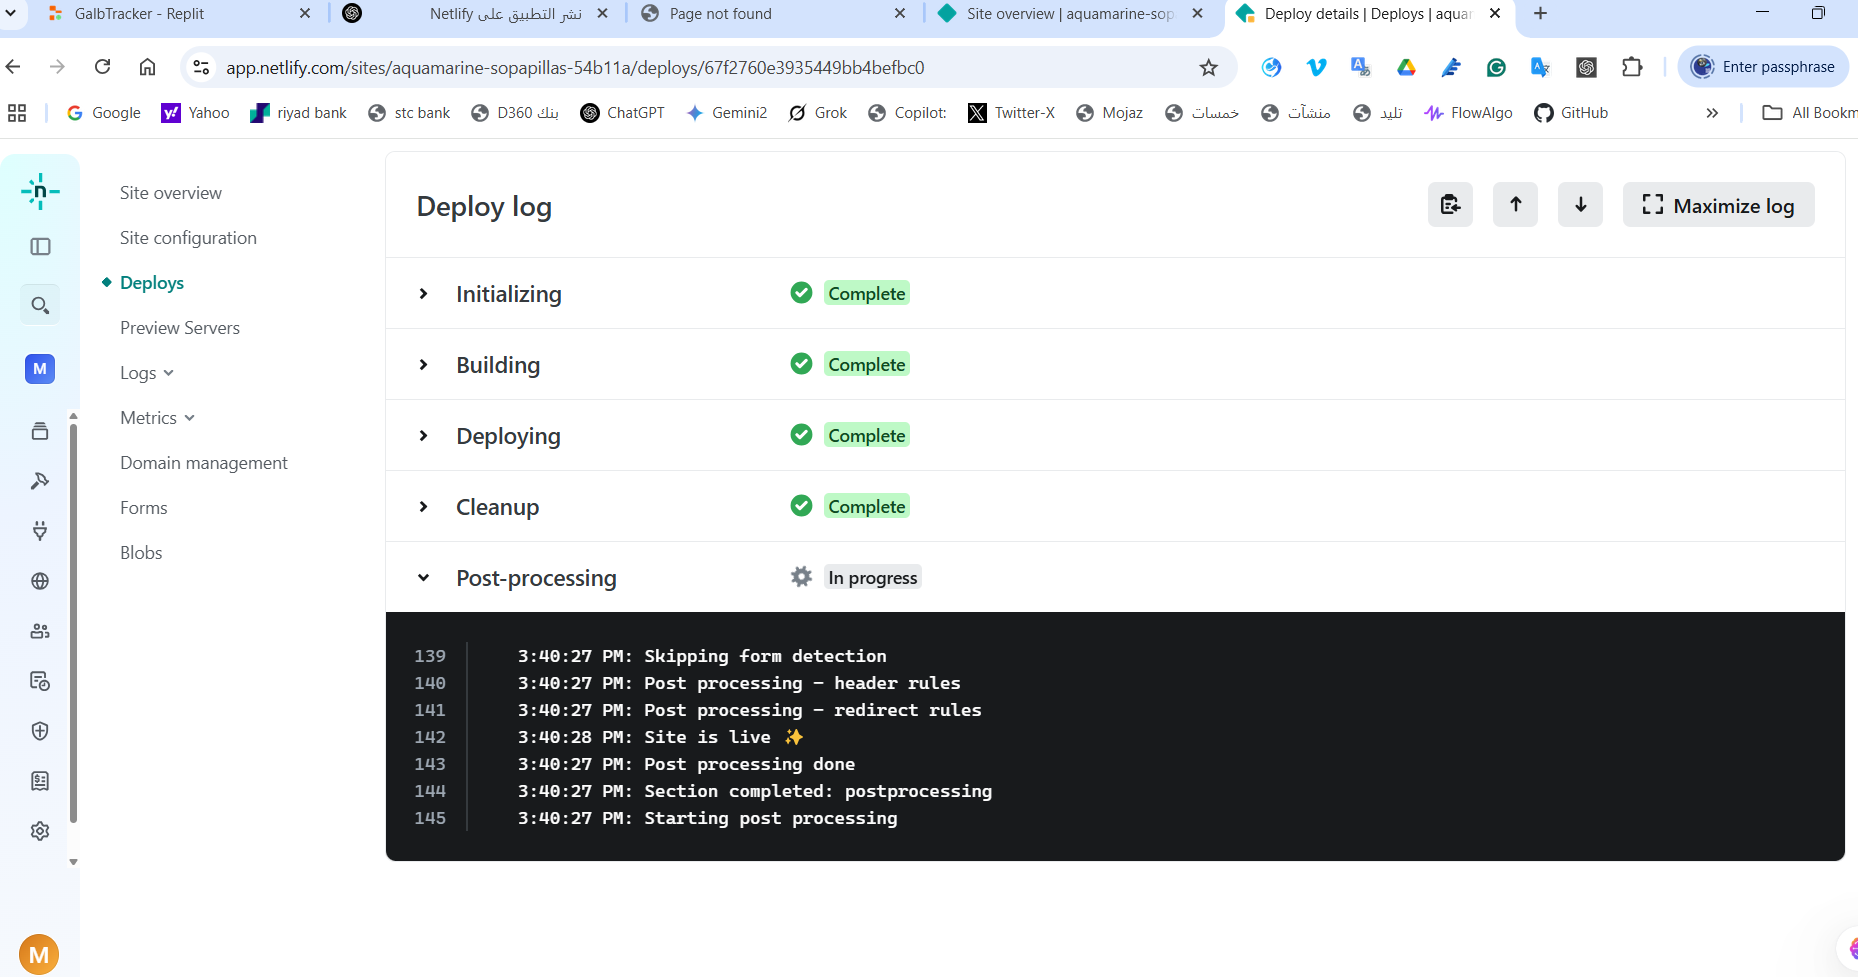 GalbTracker - Replit
نشر التطبيق على Netlify
Page not found
Site overview | aquamarine-sop
Deploy details | Deploys | aquar
app.netlify.com/sites/aquamarine-sopapillas-54b11a/deploys/67f2760e3935449bb4befbc0
Enter passphrase
Google
Yahoo
riyad bank
stc bank
بنك D360
ChatGPT
Gemini2
Grok
Copilot:
Twitter-X
Mojaz
خمسات
منشآت
تليد
FlowAlgo
GitHub
All Bookm
n
Site overview
Site configuration
Deploys
Preview Servers
Logs
Metrics
Domain management
Forms
Blobs
M
M
Deploy log
Maximize log
Initializing Complete
Building Complete
Deploying Complete
Cleanup Complete
Post-processing In progress
139 3:40:27 PM: Skipping form detection
140 3:40:27 PM: Post processing - header rules
141 3:40:27 PM: Post processing - redirect rules
142 3:40:28 PM: Site is live ✨
143 3:40:27 PM: Post processing done
144 3:40:27 PM: Section completed: postprocessing
145 3:40:27 PM: Starting post processing